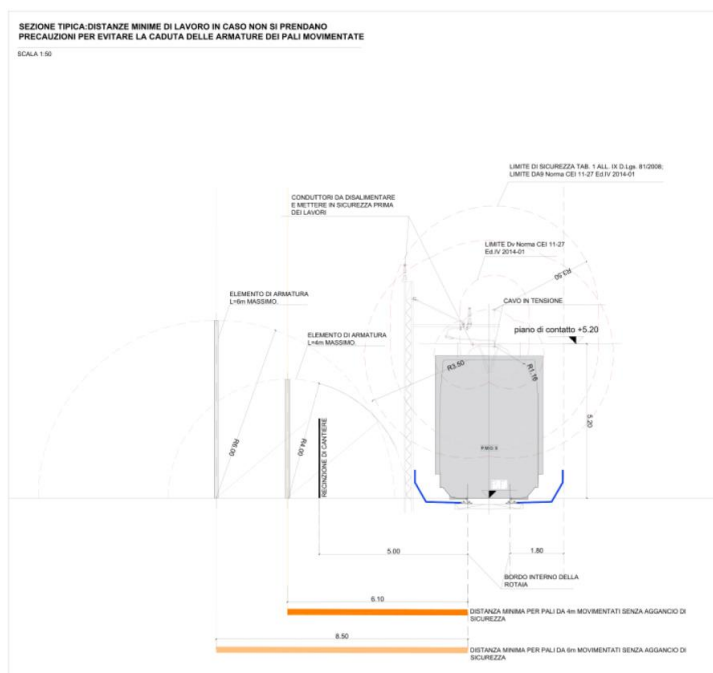 SEZIONE TIPICA:DISTANZE MINIME DI LAVORO IN CASO NON SI PRENDANO
PRECAUZIONI PER EVITARE LA CADUTA DELLE ARMATURE DEI PALI MOVIMENTATE
SCALA 1:50
LIMITE DI SICUREZZA TAB. 1 ALL. IX D.Lgs. 81/2008;
LIMITE DA9 Norma CEI 11-27 Ed.IV 2014-01
CONDUTTORI DA DISALIMENTARE
E METTERE IN SICUREZZA PRIMA
DEI LAVORI
LIMITE Dv Norma CEI 11-27
Ed.IV 2014-01
R3.50
ELEMENTO DI ARMATURA
L=6m MASSIMO.
CAVO IN TENSIONE
piano di contatto +5.20
ELEMENTO DI ARMATURA
L=4m MASSIMO.
R3.50
R1.16
5.20
R6.00
R4.00
RECINZIONE DI CANTIERE
P.M.O. 5
5.00
1.80
BORDO INTERNO DELLA
ROTAIA
6.10
DISTANZA MINIMA PER PALI DA 4m MOVIMENTATI SENZA AGGANCIO DI
SICUREZZA
8.50
DISTANZA MINIMA PER PALI DA 6m MOVIMENTATI SENZA AGGANCIO DI
SICUREZZA